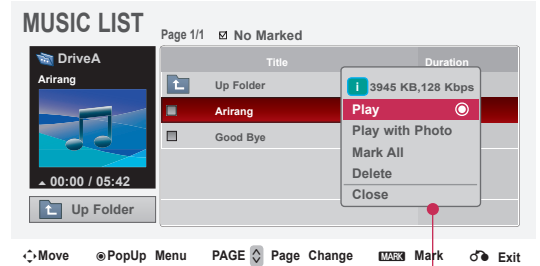 MUSIC LIST
Page 1/1 No Marked
DriveA
Arirang
00:00 / 05:42
Up Folder
Title Duration
Up Folder
Arirang
Good Bye
i 3945 KB,128 Kbps
Play
Play with Photo
Mark All
Delete
Close
Move PopUp Menu PAGE Page Change MARK Mark Exit